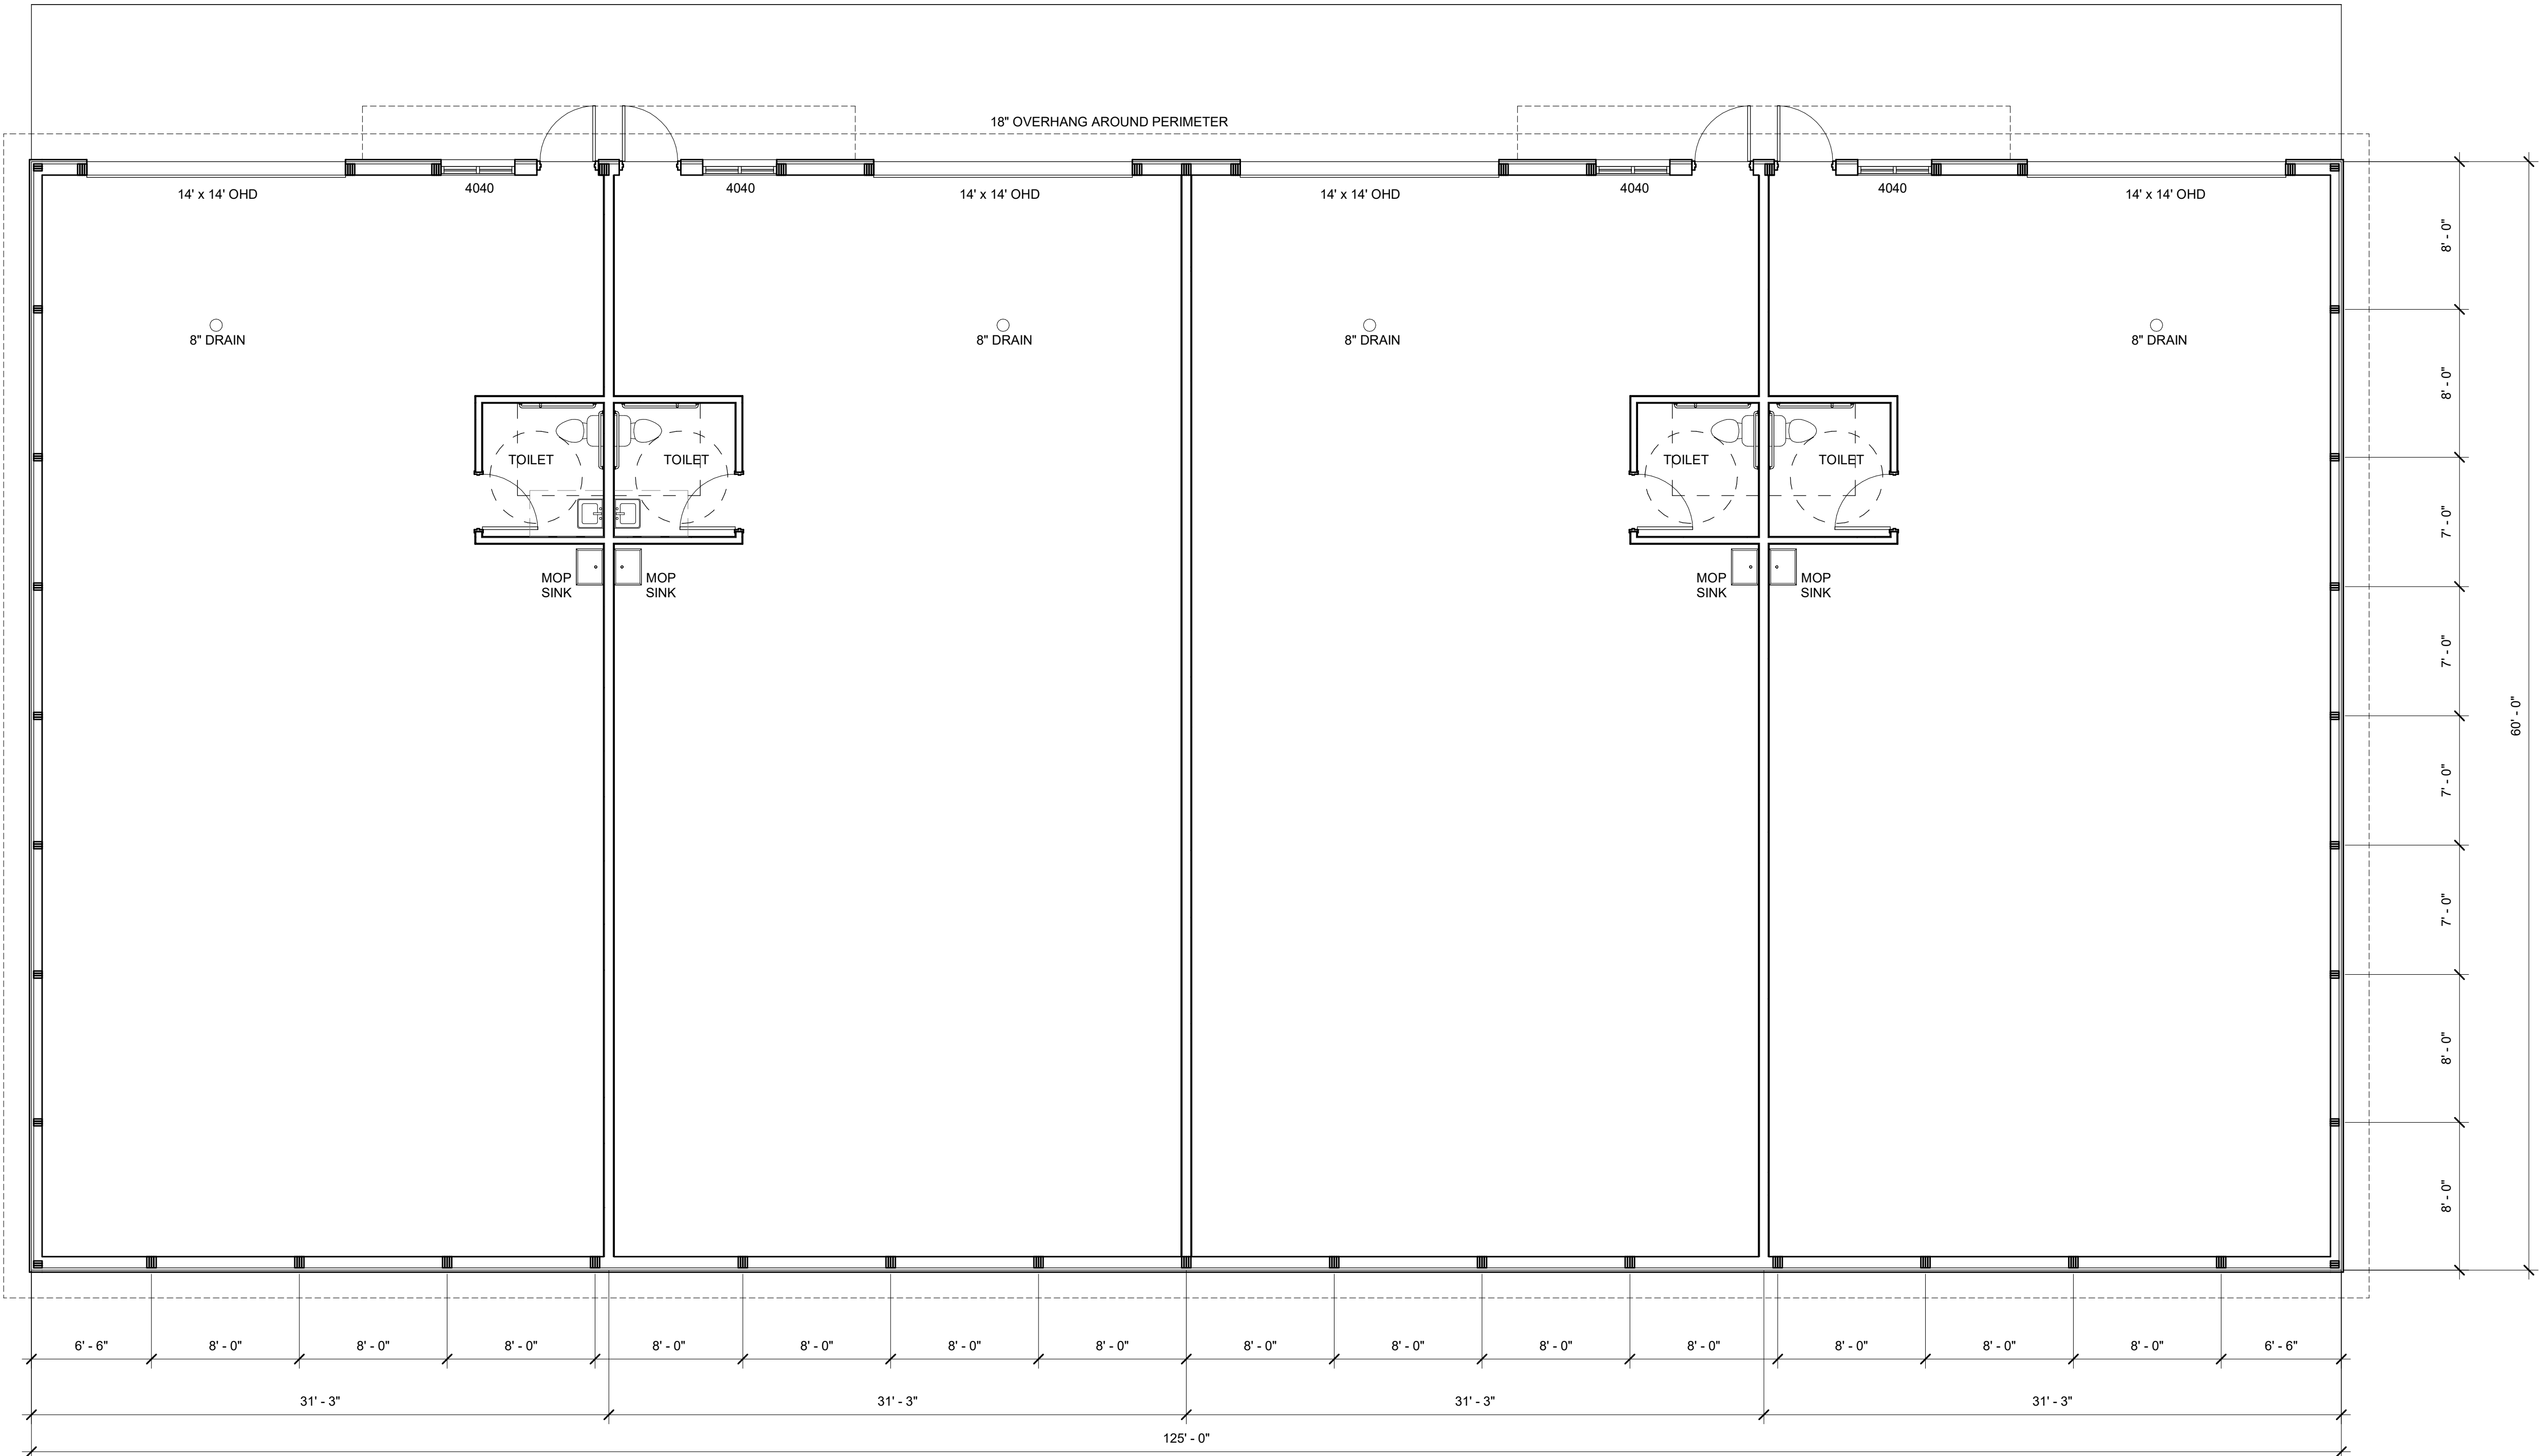 18" OVERHANG AROUND PERIMETER
14' x 14' OHD
4040
4040
14' x 14' OHD
14' x 14' OHD
4040
4040
14' x 14' OHD
8" DRAIN
8" DRAIN
8" DRAIN
8" DRAIN
TOILET
TOILET
TOILET
TOILET
MOP
SINK
MOP
SINK
MOP
SINK
MOP
SINK
8' - 0"
8' - 0"
7' - 0"
7' - 0"
7' - 0"
7' - 0"
8' - 0"
8' - 0"
60' - 0"
6' - 6"
8' - 0"
8' - 0"
8' - 0"
8' - 0"
8' - 0"
8' - 0"
8' - 0"
8' - 0"
8' - 0"
8' - 0"
8' - 0"
8' - 0"
8' - 0"
8' - 0"
6' - 6"
31' - 3"
31' - 3"
31' - 3"
31' - 3"
125' - 0"